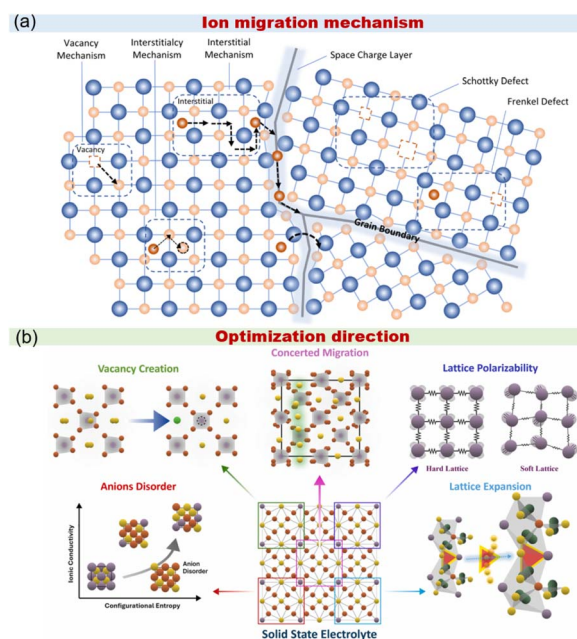 (a)
Ion migration mechanism
Vacancy
Mechanism
Interstitialcy
Mechanism
Interstitial
Mechanism
Space Charge Layer
Schottky Defect
Frenkel Defect
Interstitial
Vacancy
Grain Boundary
(b)
Optimization direction
Vacancy Creation
Concerted Migration
Lattice Polarizability
Hard Lattice
Soft Lattice
Anions Disorder
Lattice Expansion
Ionic Conductivity
Anion
Disorder
Configurational Entropy
Solid State Electrolyte